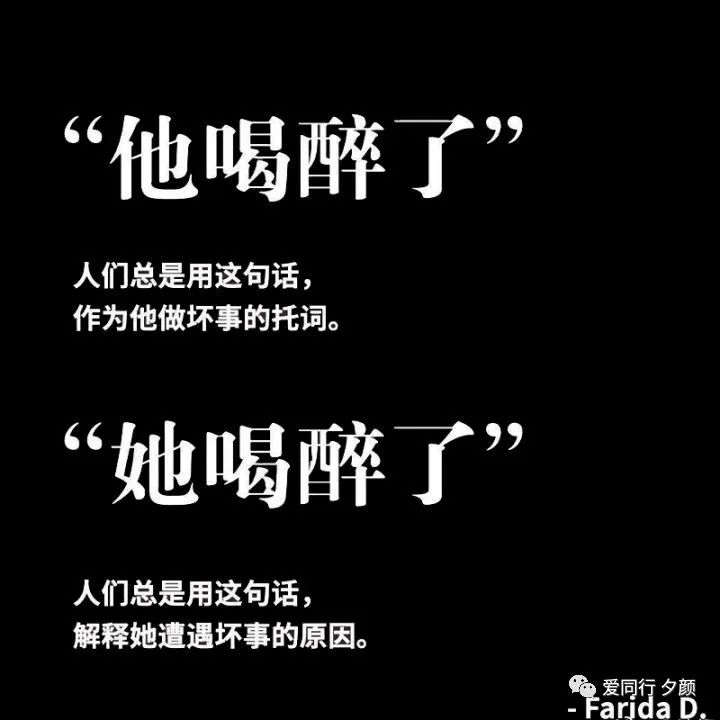 “他喝醉了”
人们总是用这句话，
作为他做坏事的托词。
“她喝醉了”
人们总是用这句话，
解释她遭遇坏事的原因。
爱同行 夕颜
- Farida D.